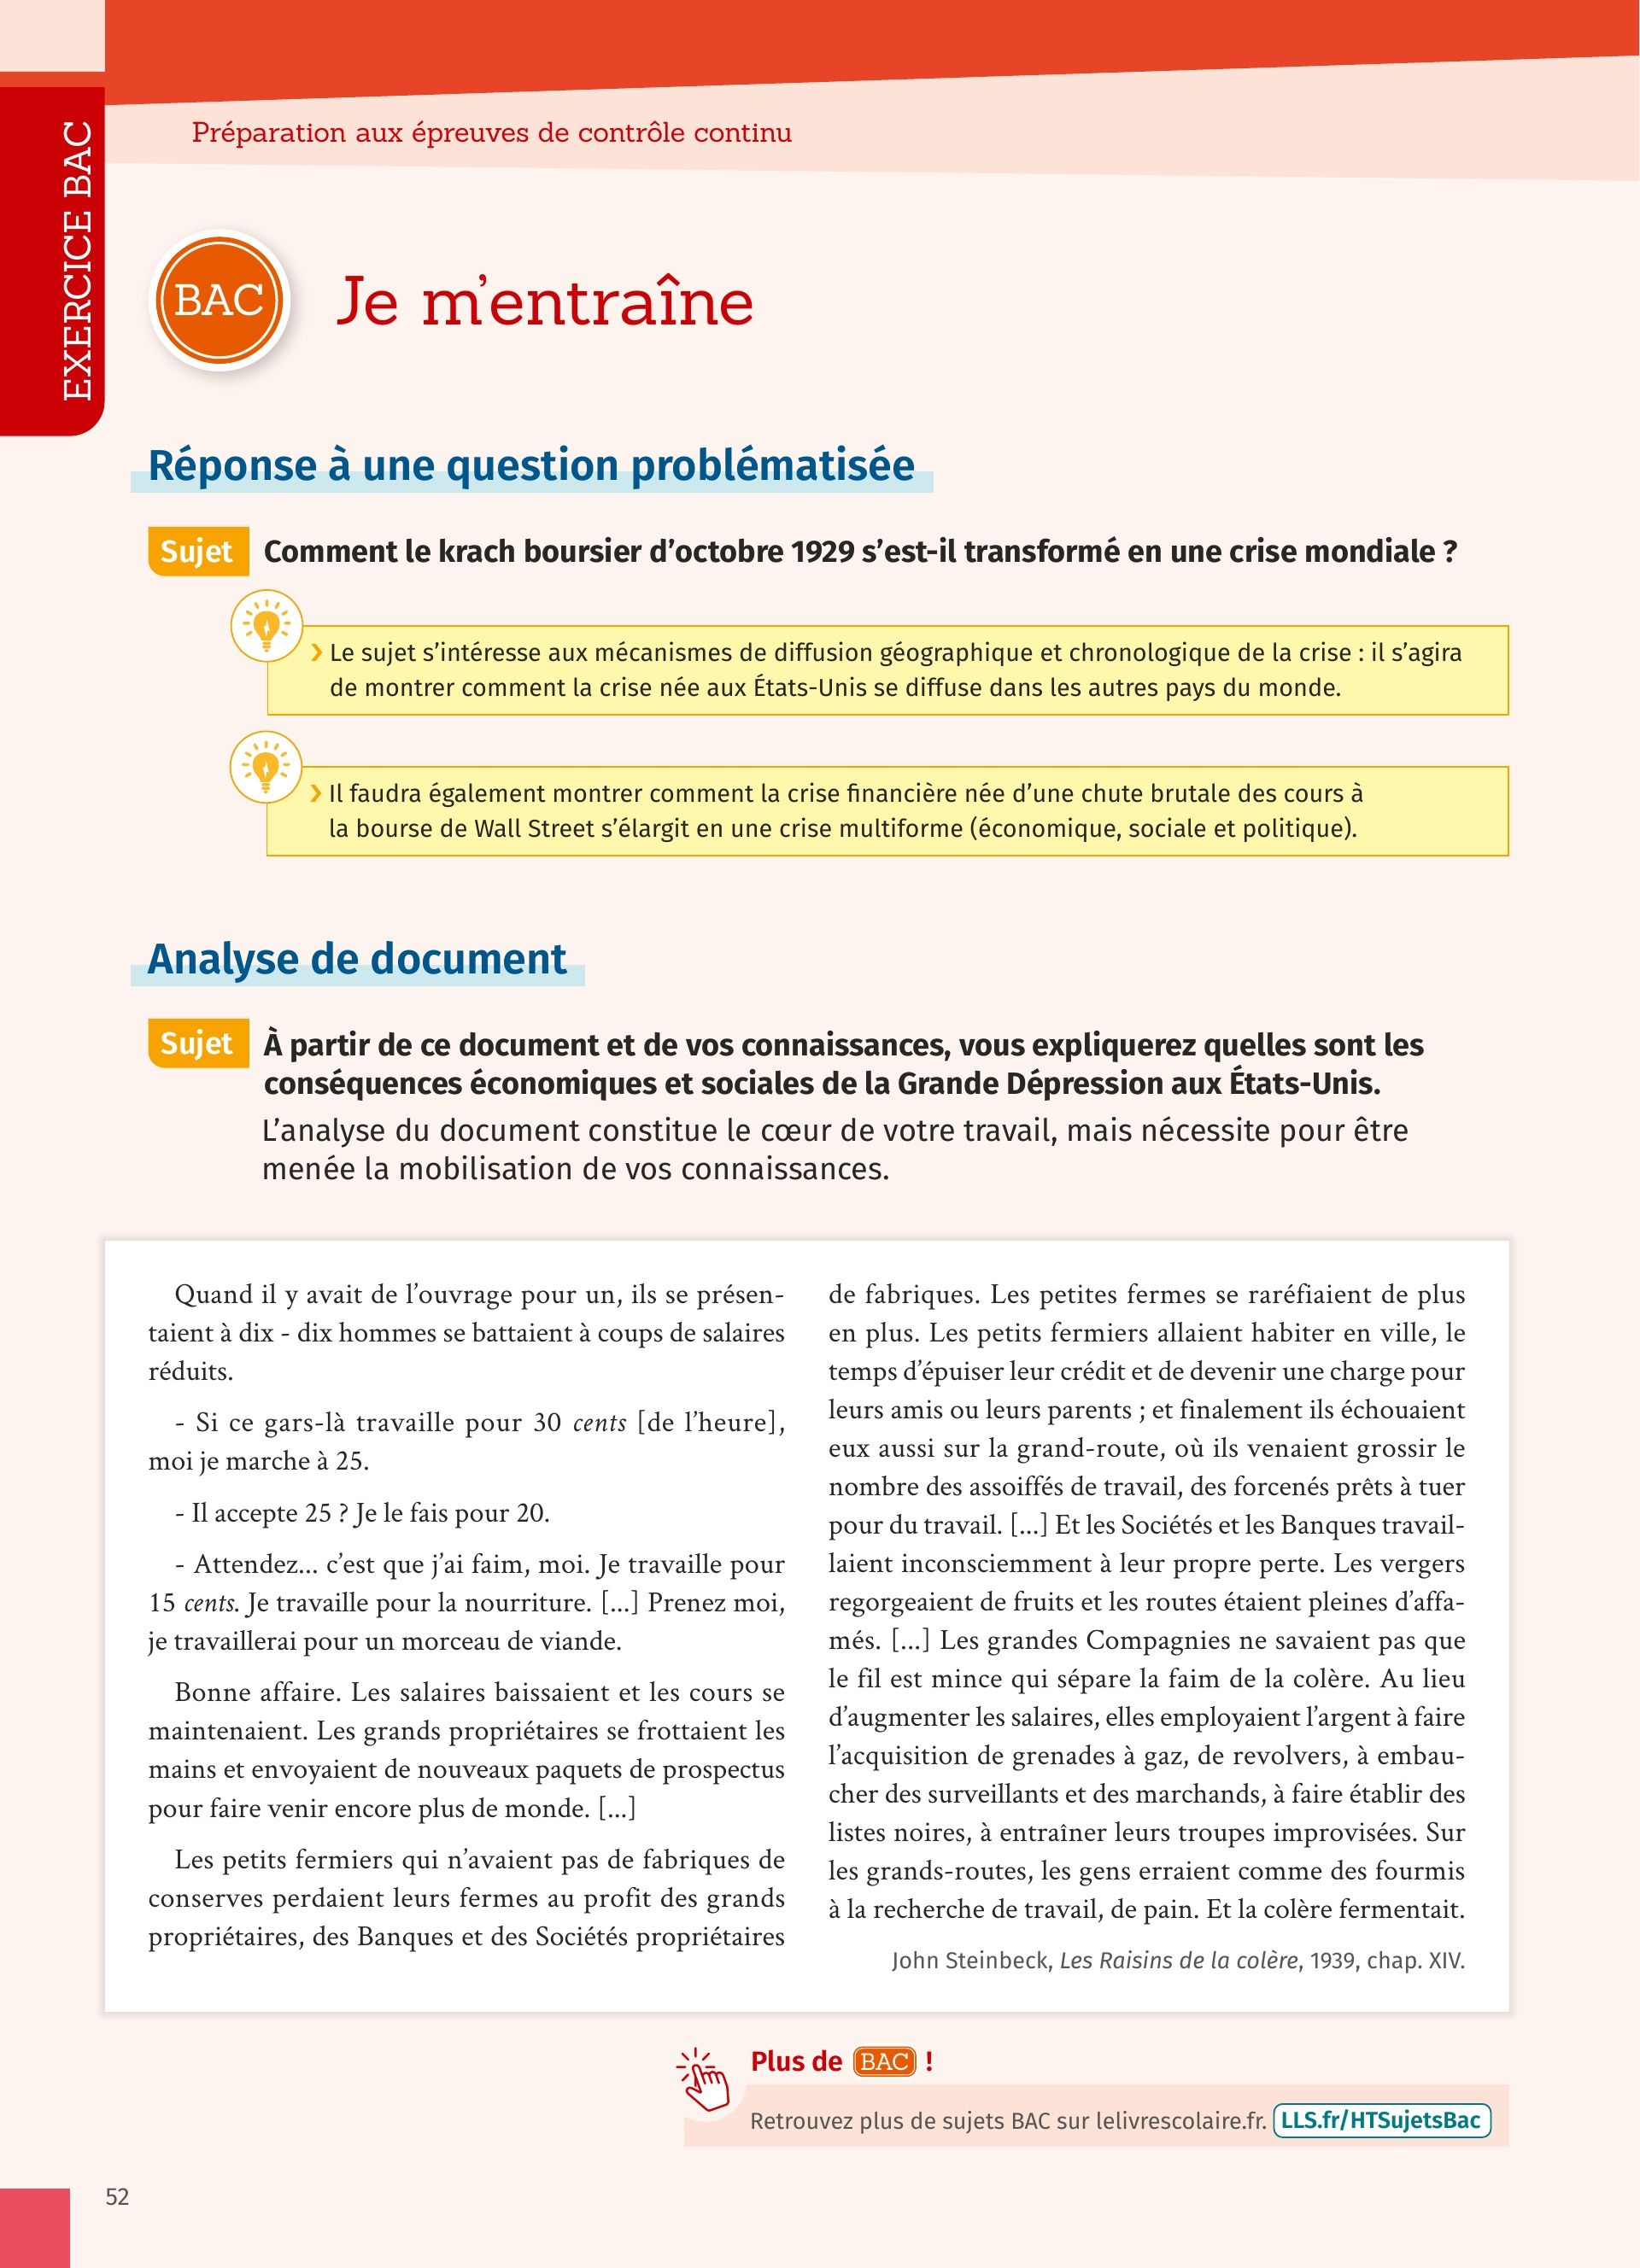 Préparation aux épreuves de contrôle continu
EXERCICE BAC
BAC
Je m’entraîne
Réponse à une question problématisée
Sujet
Comment le krach boursier d’octobre 1929 s’est-il transformé en une crise mondiale ?
› Le sujet s’intéresse aux mécanismes de diffusion géographique et chronologique de la crise : il s’agira
de montrer comment la crise née aux États-Unis se diffuse dans les autres pays du monde.
› Il faudra également montrer comment la crise financière née d’une chute brutale des cours à
la bourse de Wall Street s’élargit en une crise multiforme (économique, sociale et politique).
Analyse de document
Sujet
À partir de ce document et de vos connaissances, vous expliquerez quelles sont les
conséquences économiques et sociales de la Grande Dépression aux États-Unis.
L’analyse du document constitue le cœur de votre travail, mais nécessite pour être
menée la mobilisation de vos connaissances.
Quand il y avait de l’ouvrage pour un, ils se présen-
taient à dix - dix hommes se battaient à coups de salaires
réduits.
- Si ce gars-là travaille pour 30 cents [de l’heure],
moi je marche à 25.
- Il accepte 25 ? Je le fais pour 20.
- Attendez... c’est que j’ai faim, moi. Je travaille pour
15 cents. Je travaille pour la nourriture. [...] Prenez moi,
je travaillerai pour un morceau de viande.
Bonne affaire. Les salaires baissaient et les cours se
maintenaient. Les grands propriétaires se frottaient les
mains et envoyaient de nouveaux paquets de prospectus
pour faire venir encore plus de monde. [...]
Les petits fermiers qui n’avaient pas de fabriques de
conserves perdaient leurs fermes au profit des grands
propriétaires, des Banques et des Sociétés propriétaires
de fabriques. Les petites fermes se raréfiaient de plus
en plus. Les petits fermiers allaient habiter en ville, le
temps d’épuiser leur crédit et de devenir une charge pour
leurs amis ou leurs parents ; et finalement ils échouaient
eux aussi sur la grand-route, où ils venaient grossir le
nombre des assoiffés de travail, des forcenés prêts à tuer
pour du travail. [...] Et les Sociétés et les Banques travail-
laient inconsciemment à leur propre perte. Les vergers
regorgeaient de fruits et les routes étaient pleines d’affa-
més. [...] Les grandes Compagnies ne savaient pas que
le fil est mince qui sépare la faim de la colère. Au lieu
d’augmenter les salaires, elles employaient l’argent à faire
l’acquisition de grenades à gaz, de revolvers, à embau-
cher des surveillants et des marchands, à faire établir des
listes noires, à entraîner leurs troupes improvisées. Sur
les grands-routes, les gens erraient comme des fourmis
à la recherche de travail, de pain. Et la colère fermentait.
John Steinbeck, Les Raisins de la colère, 1939, chap. XIV.
Plus de BAC !
Retrouvez plus de sujets BAC sur lelivrescolaire.fr. LLS.fr/HTSujetsBac
52